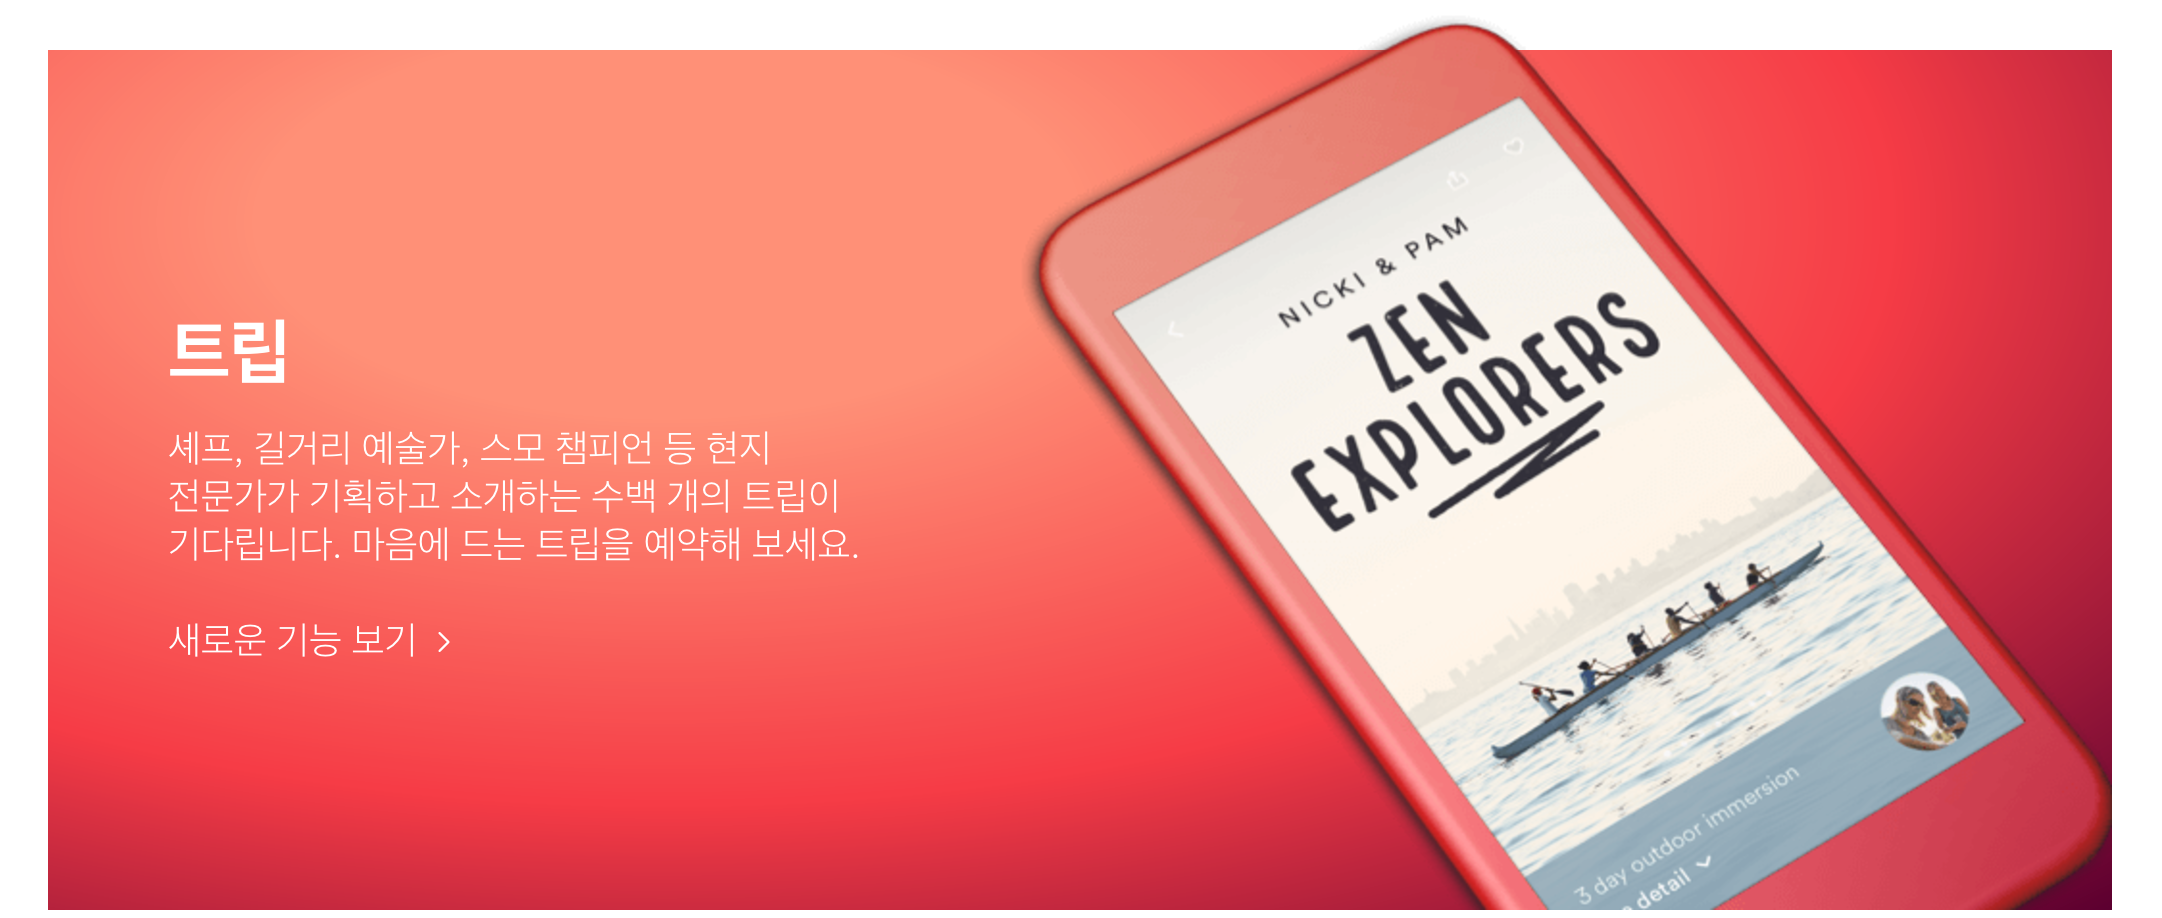 트립
셰프, 길거리 예술가, 스모 챔피언 등 현지
전문가가 기획하고 소개하는 수백 개의 트립이
기다립니다. 마음에 드는 트립을 예약해 보세요.
새로운 기능 보기
NICKI & PAM
ZEN
EXPLORERS
3 day outdoor immersion
detail